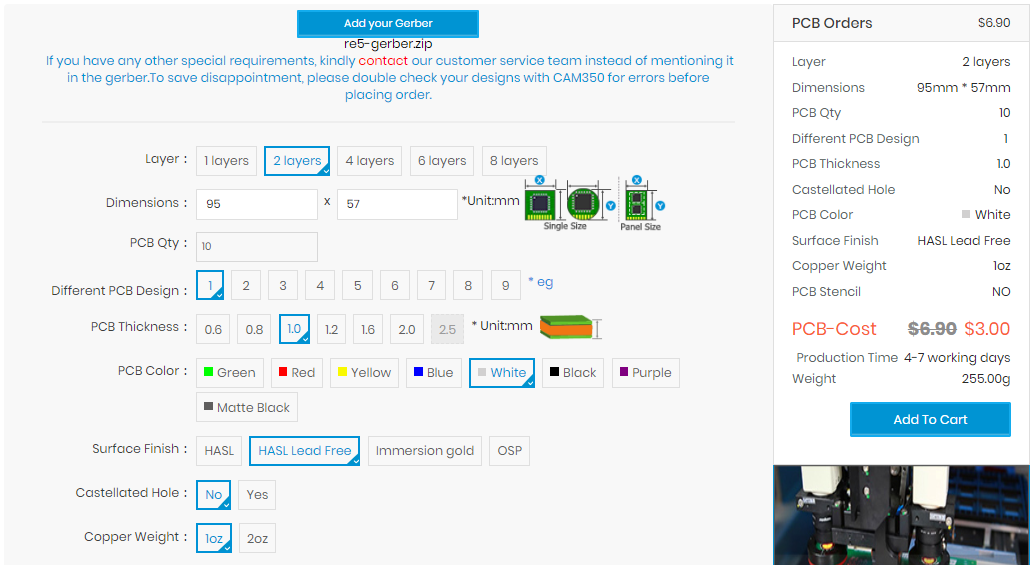 Add your Gerber
re5-gerber.zip
If you have any other special requirements, kindly contact our customer service team instead of mentioning it
in the gerber.To save disappointment, please double check your designs with CAM350 for errors before
placing order.
Layer : 1 layers 2 layers 4 layers 6 layers 8 layers
Dimensions : 95 x 57 *Unit:mm X Y X Y
Single Size Panel Size
PCB Qty : 10
Different PCB Design : 1 2 3 4 5 6 7 8 9 * eg
PCB Thickness : 0.6 0.8 1.0 1.2 1.6 2.0 2.5 * Unit:mm
PCB Color : Green Red Yellow Blue White Black Purple
Matte Black
Surface Finish : HASL HASL Lead Free Immersion gold OSP
Castellated Hole : No Yes
Copper Weight : 1oz 2oz
PCB Orders $6.90
Layer 2 layers
Dimensions 95mm * 57mm
PCB Qty 10
Different PCB Design 1
PCB Thickness 1.0
Castellated Hole No
PCB Color White
Surface Finish HASL Lead Free
Copper Weight 1oz
PCB Stencil NO
PCB-Cost $6.90 $3.00
Production Time 4-7 working days
Weight 255.00g
Add To Cart